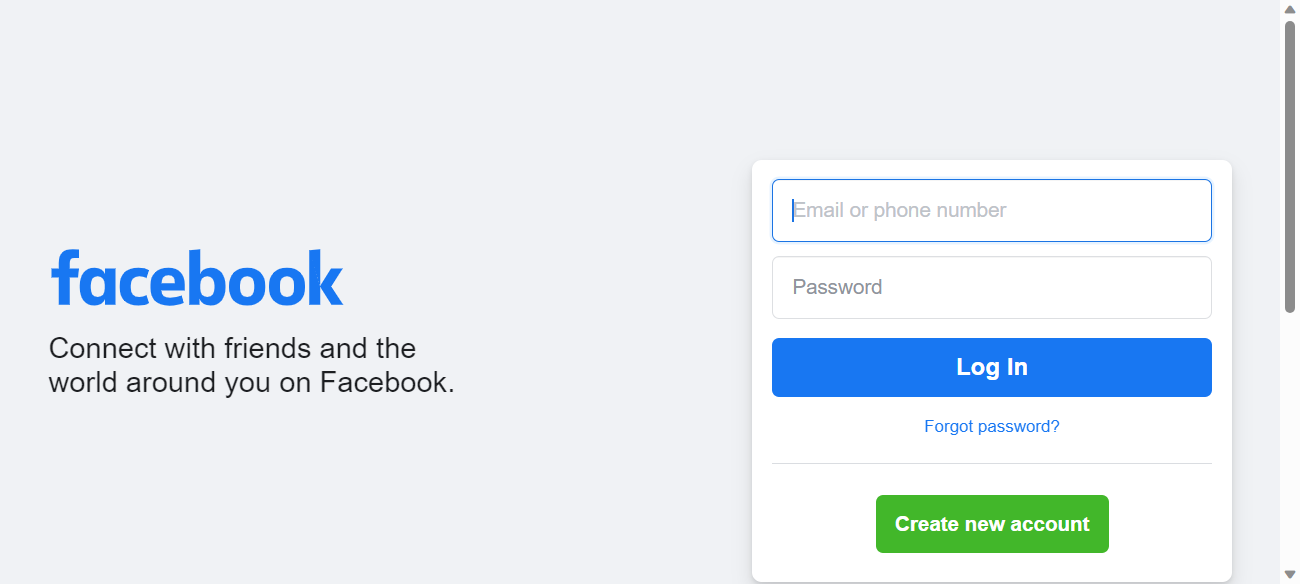 facebook
Connect with friends and the
world around you on Facebook.
Email or phone number
Password
Log In
Forgot password?
Create new account